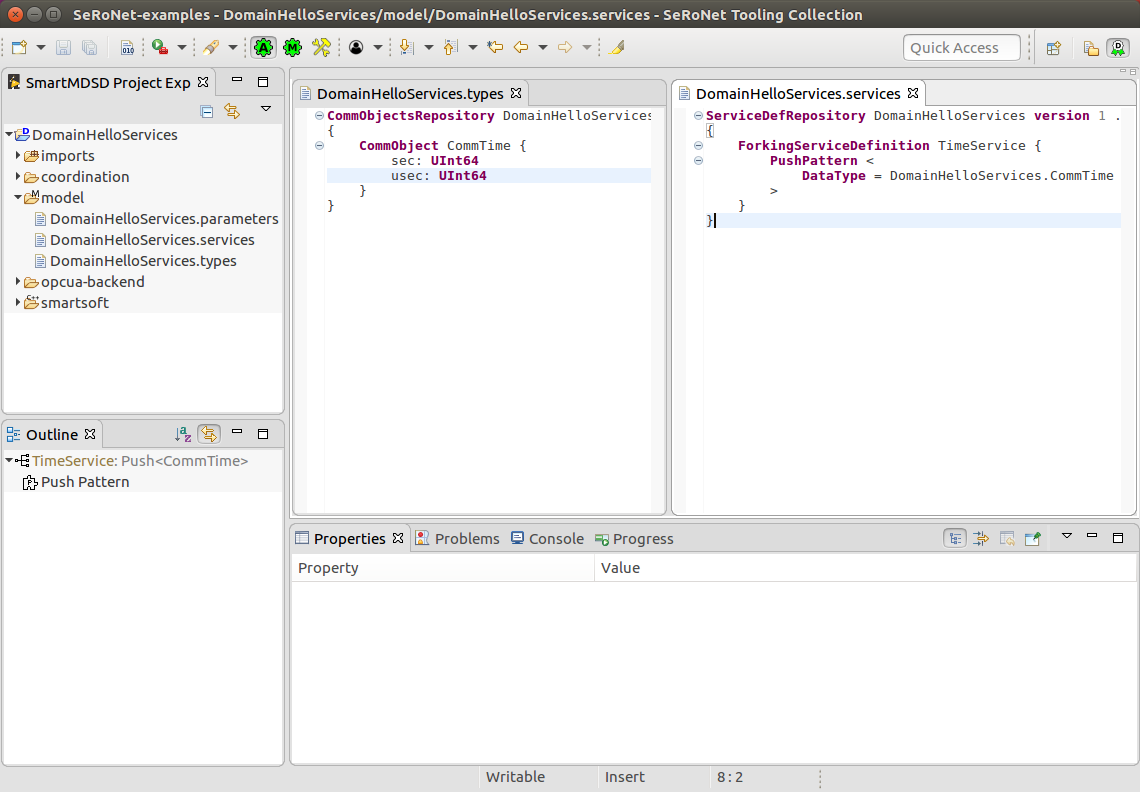 SeRoNet-examples - DomainHelloServices/model/DomainHelloServices.services - SeRoNet Tooling Collection
010
A
M
Quick Access
D
SmartMDSD Project Exp
DomainHelloServices
imports
coordination
model
DomainHelloServices.parameters
DomainHelloServices.services
DomainHelloServices.types
opcua-backend
smartsoft
Outline
TimeService: Push<CommTime>
Push Pattern
DomainHelloServices.types
CommObjectsRepository DomainHelloServices
{
CommObject CommTime {
sec: UInt64
usec: UInt64
}
}
DomainHelloServices.services
ServiceDefRepository DomainHelloServices version 1 .
{
ForkingServiceDefinition TimeService {
PushPattern <
DataType = DomainHelloServices.CommTime
>
}
}
Properties
Problems
Console
Progress
Property
Value
Writable
Insert
8 : 2